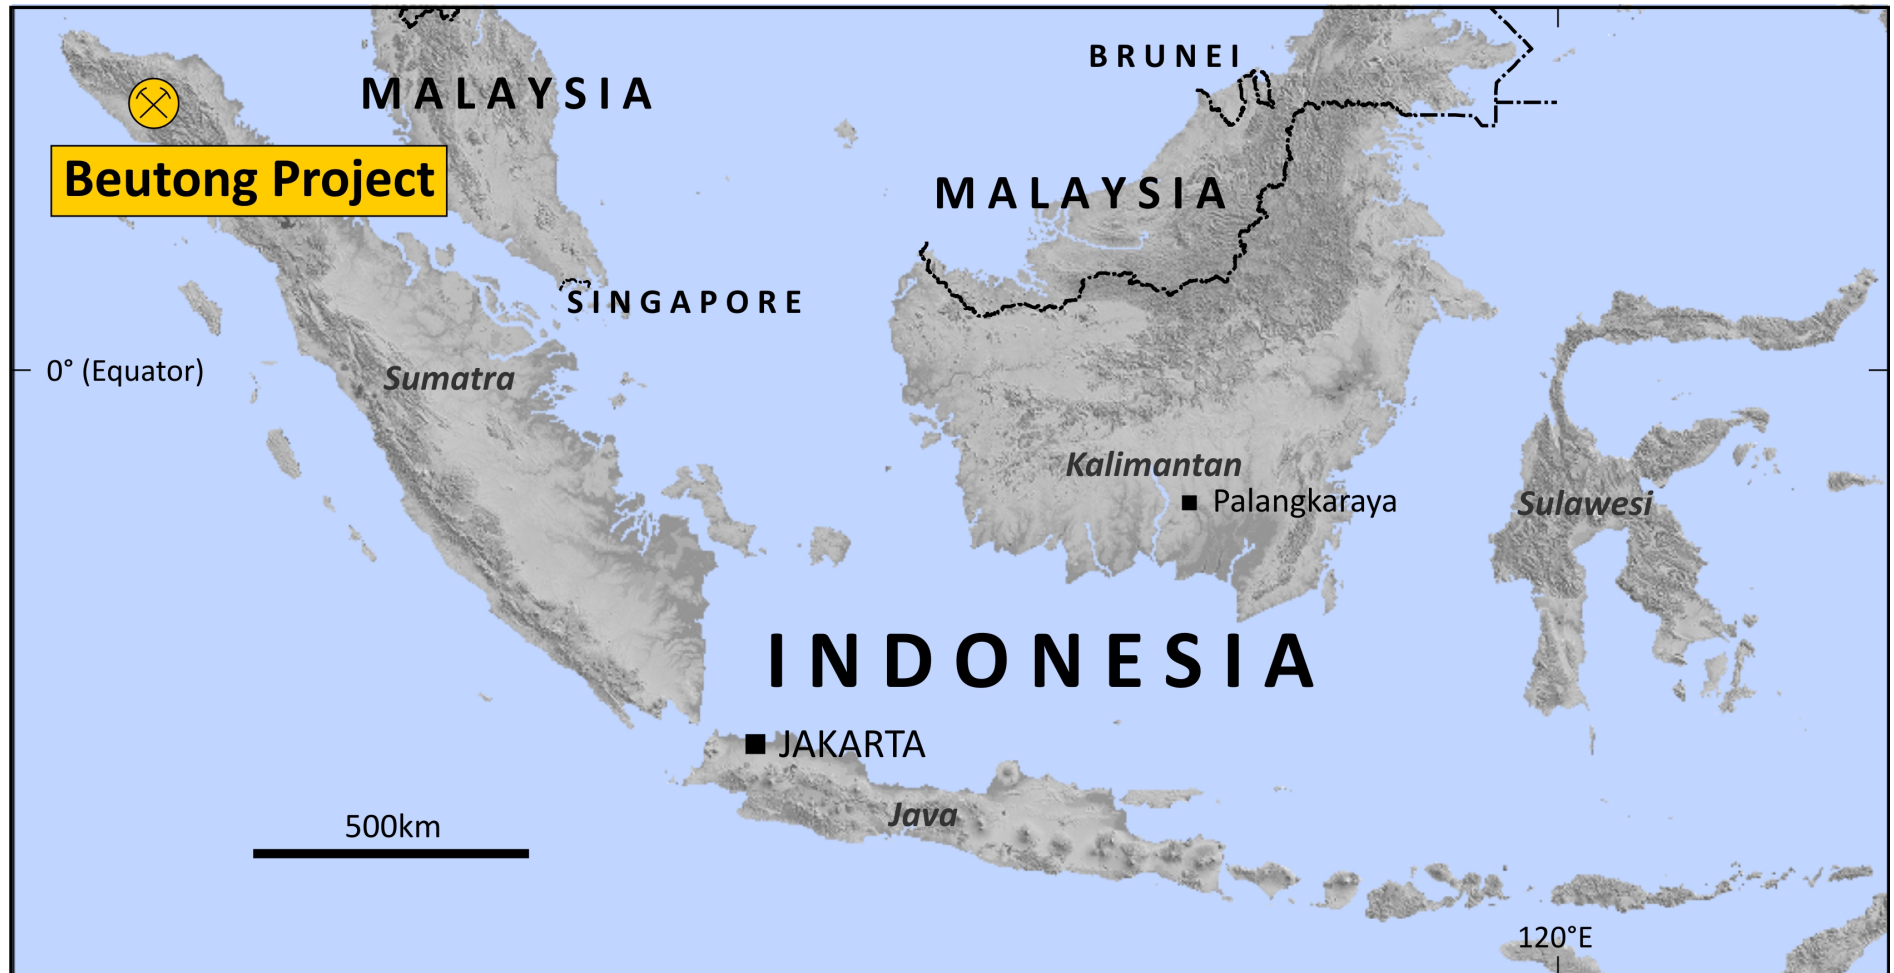 BRUNEI
MALAYSIA
Beutong Project
MALAYSIA
SINGAPORE
0° (Equator)
Sumatra
Kalimantan
Palangkaraya
Sulawesi
INDONESIA
JAKARTA
Java
500km
120°E